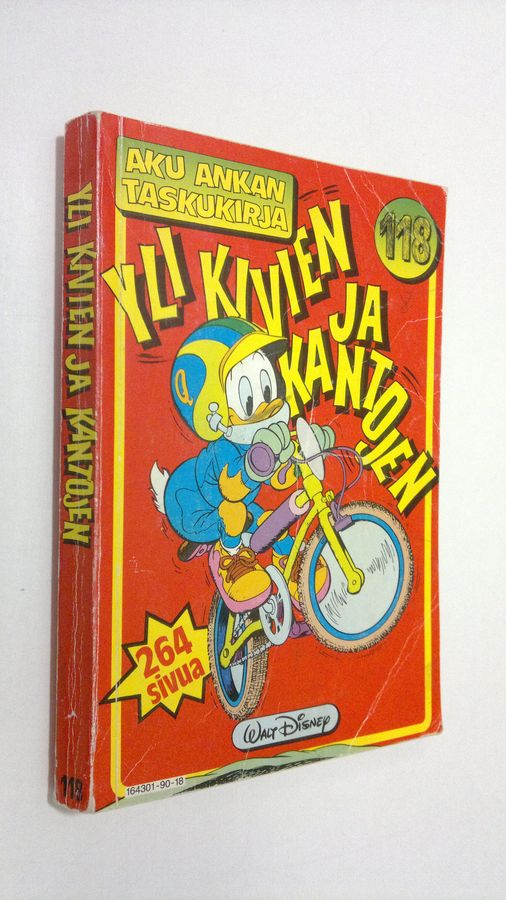 AKU ANKAN
TASKUKIRJA
118
YLI KIVIEN
JA
KANTOJEN
Q
264
sivua
WALT DISNEY
164301-90-18
YLI KIVIEN JA KANTOJEN
118